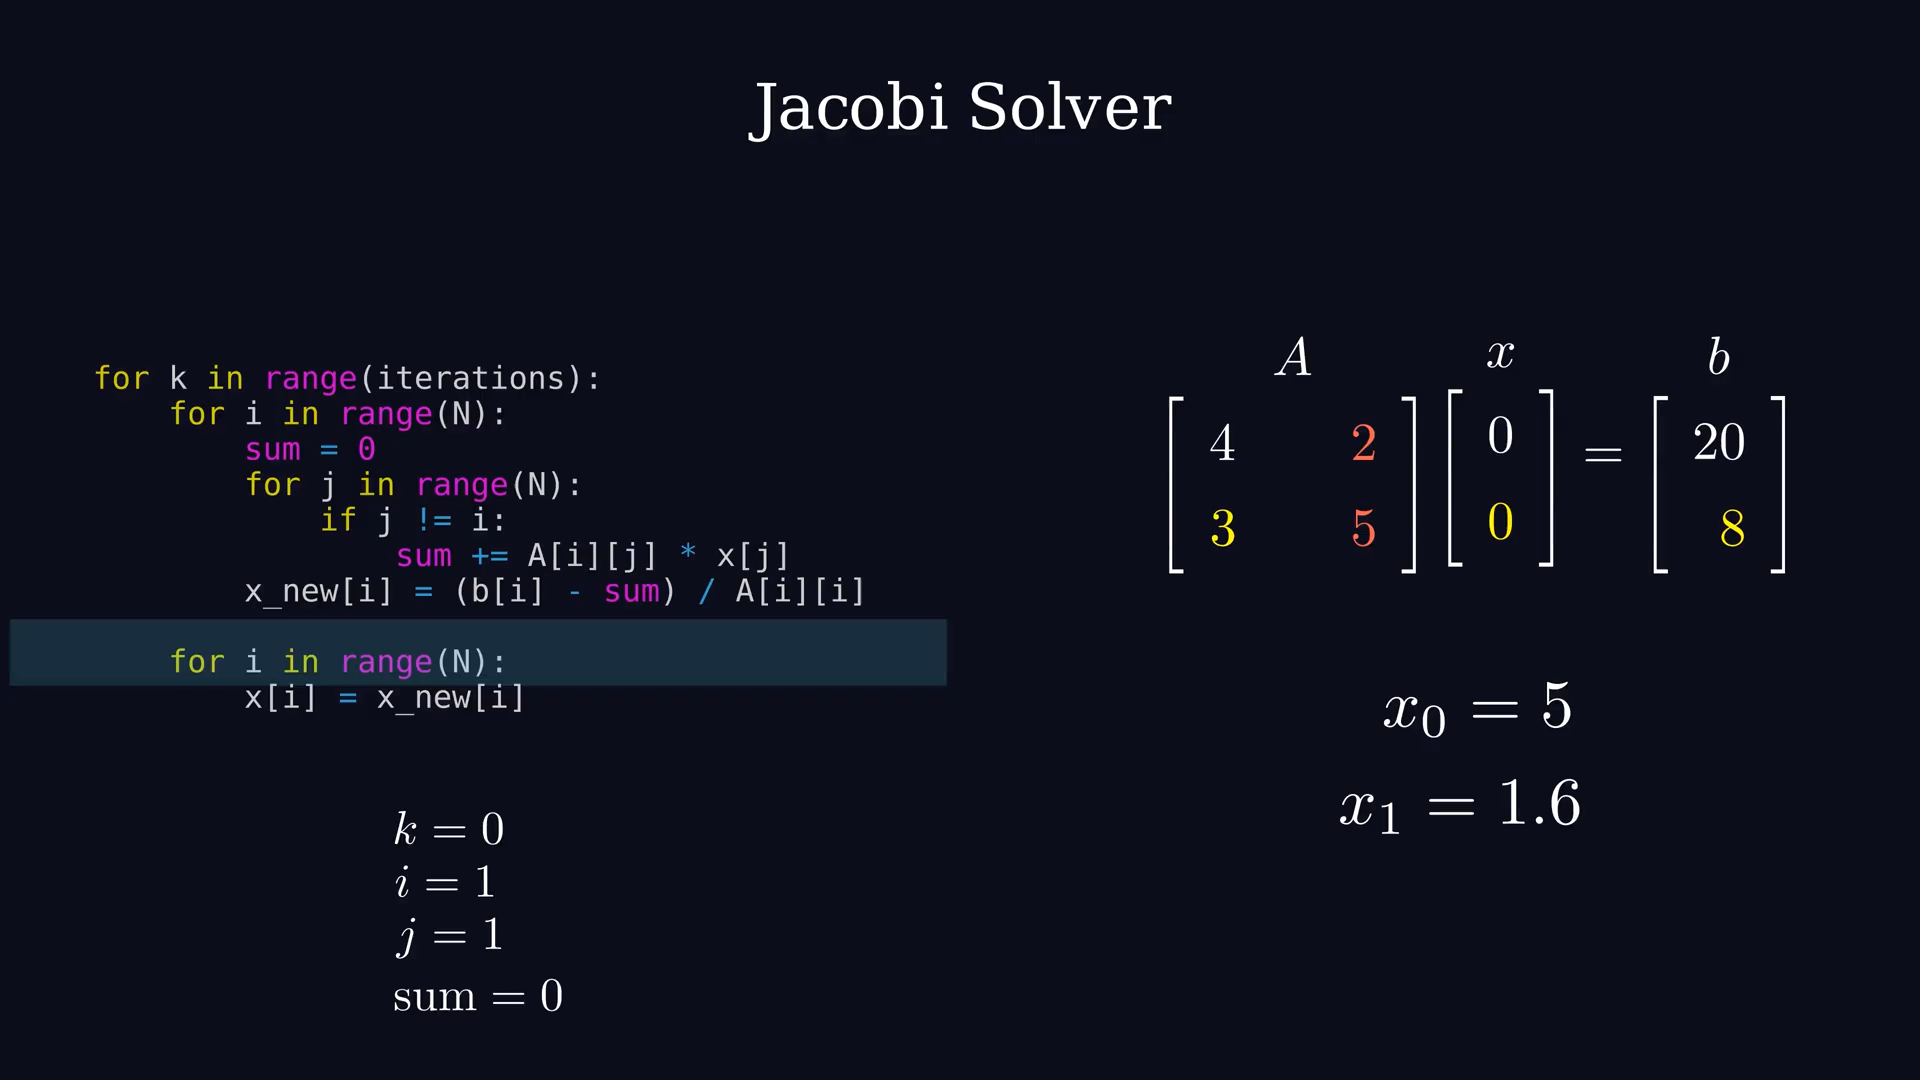 Jacobi Solver
for k in range(iterations):
    for i in range(N):
        sum = 0
        for j in range(N):
            if j != i:
                sum += A[i][j] * x[j]
        x_new[i] = (b[i] - sum) / A[i][i]
    for i in range(N):
        x[i] = x_new[i]
k = 0
i = 1
j = 1
sum = 0
A x b
4 2 0 = 20
3 5 0 8
x₀ = 5
x₁ = 1.6